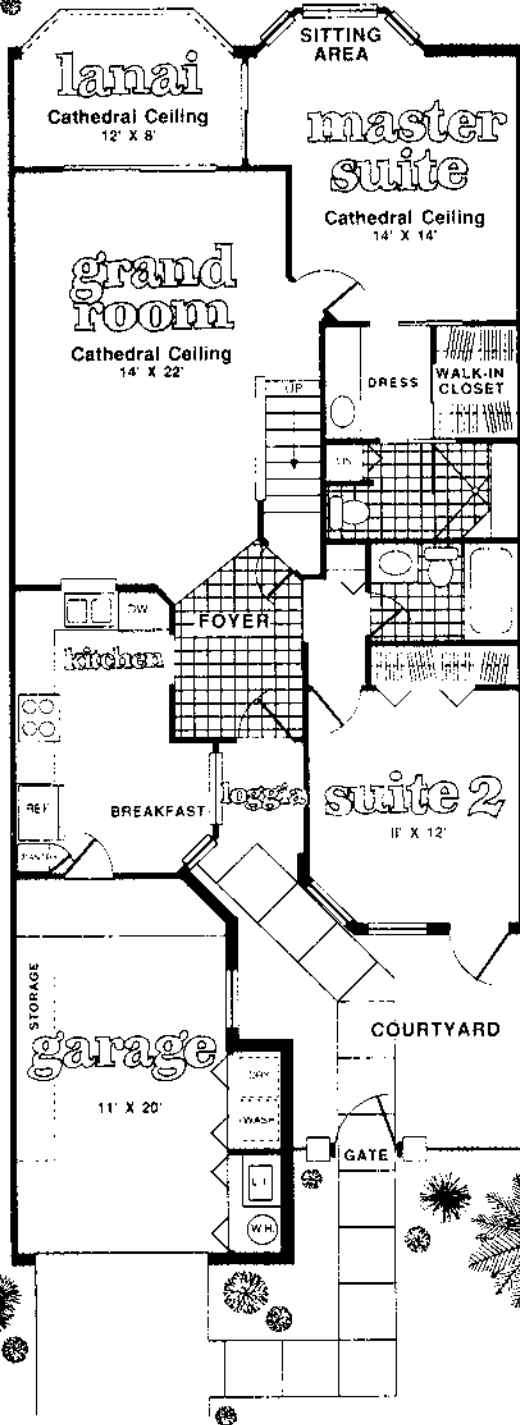 SITTING
AREA
lanai
Cathedral Ceiling
12' X 8'
master
suite
Cathedral Ceiling
14' X 14'
grand
room
Cathedral Ceiling
14' X 22'
UP
DRESS
WALK-IN
CLOSET
DW
FOYER
kitchen
REF
BREAKFAST
PANTRY
loggia
suite 2
11' X 12'
STORAGE
garage
11' X 20'
COURTYARD
DRY
WASH
GATE
L.T.
W.H.